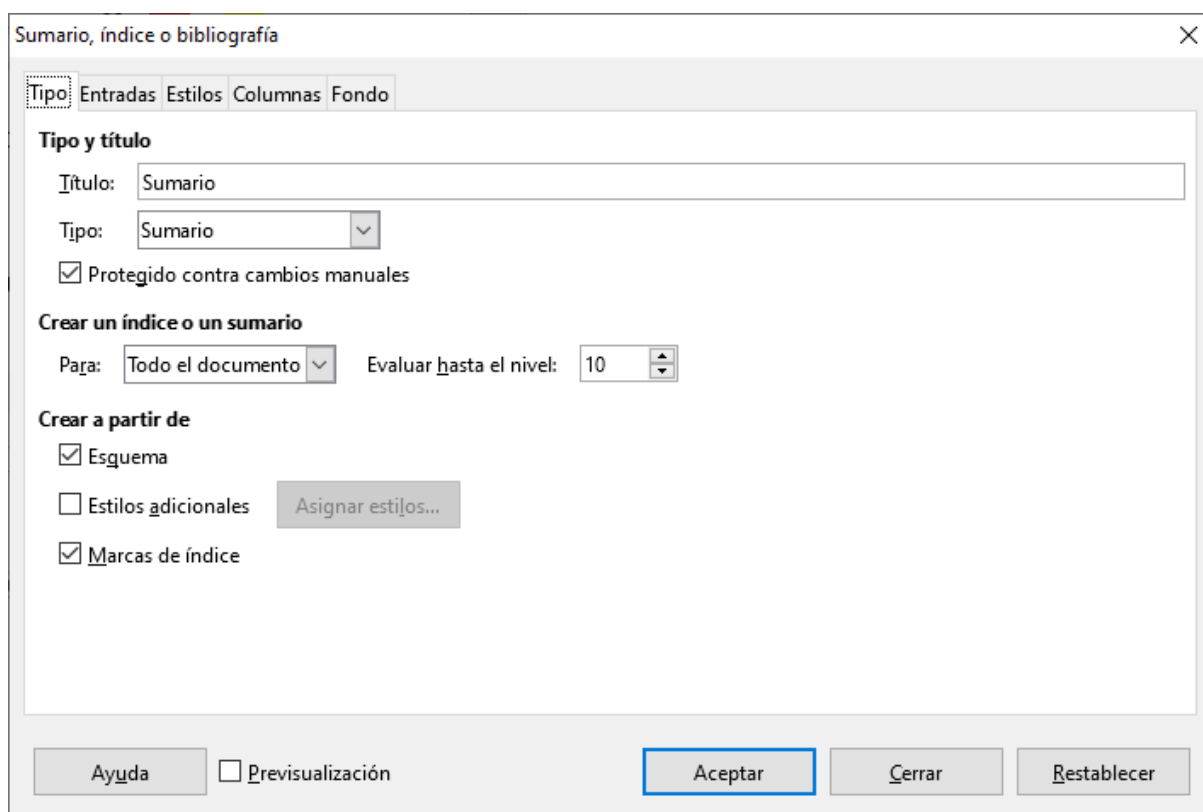 Sumario, índice o bibliografía
Tipo Entradas Estilos Columnas Fondo
Tipo y título
Título: Sumario
Tipo: Sumario
Protegido contra cambios manuales
Crear un índice o un sumario
Para: Todo el documento Evaluar hasta el nivel: 10
Crear a partir de
Esquema
Estilos adicionales Asignar estilos...
Marcas de índice
Ayuda Previsualización Aceptar Cerrar Restablecer